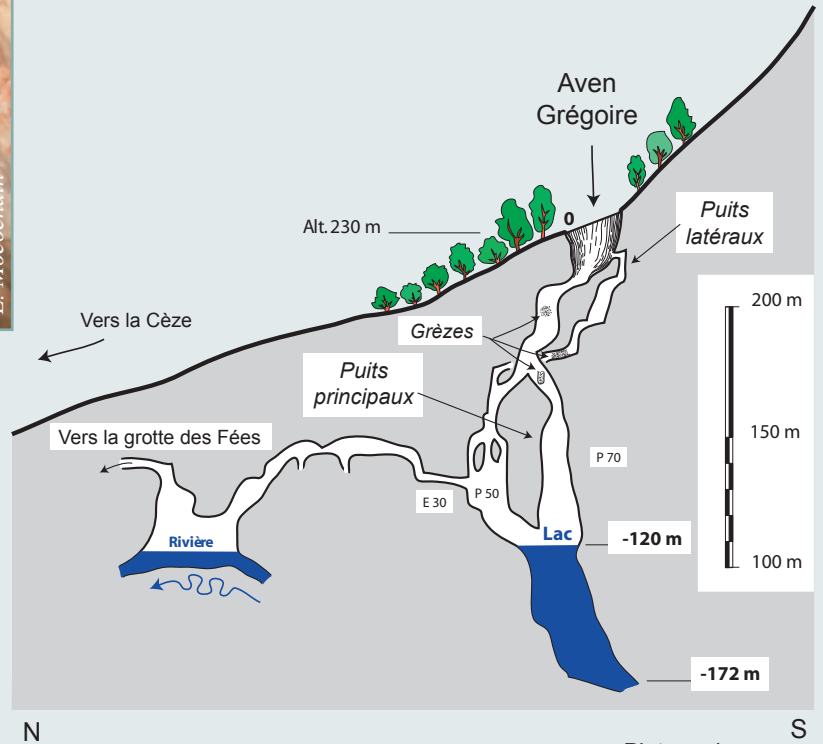 Aven
Grégoire
0
Alt. 230 m
Puits
latéraux
200 m
Vers la Cèze
Grèzes
Puits
principaux
150 m
Vers la grotte des Fées
P 70
E 30
P 50
Rivière
Lac
-120 m
100 m
-172 m
N
S